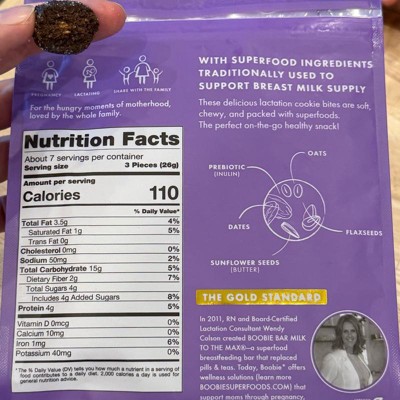 PREGNANCY
LACTATING
SHARE WITH THE FAMILY
For the hungry moments of motherhood,
loved by the whole family.
Nutrition Facts
About 7 servings per container
Serving size 3 Pieces (26g)
Amount per serving
Calories 110
% Daily Value*
Total Fat 3.5g 4%
Saturated Fat 1g 5%
Trans Fat 0g
Cholesterol 0mg 0%
Sodium 50mg 2%
Total Carbohydrate 15g 5%
Dietary Fiber 2g 7%
Total Sugars 4g
Includes 4g Added Sugars 8%
Protein 4g 5%
Vitamin D 0mcg 0%
Calcium 10mg 0%
Iron 1mg 6%
Potassium 40mg 0%
* The % Daily Value (DV) tells you how much a nutrient in a serving of
food contributes to a daily diet. 2,000 calories a day is used for
general nutrition advice.
WITH SUPERFOOD INGREDIENTS
TRADITIONALLY USED TO
SUPPORT BREAST MILK SUPPLY
These delicious lactation cookie bites are soft,
chewy, and packed with superfoods.
The perfect on-the-go healthy snack!
OATS
PREBIOTIC
(INULIN)
DATES
FLAXSEEDS
SUNFLOWER SEEDS
(BUTTER)
THE GOLD STANDARD
In 2011, RN and Board-Certified
Lactation Consultant Wendy
Colson created BOOBIE BAR MILK
TO THE MAX®—a superfood
breastfeeding bar that replaced
pills & teas. Today, Boobie® offers
wellness solutions (learn more
BOOBIESUPERFOODS.COM) that
support moms through pregnancy,